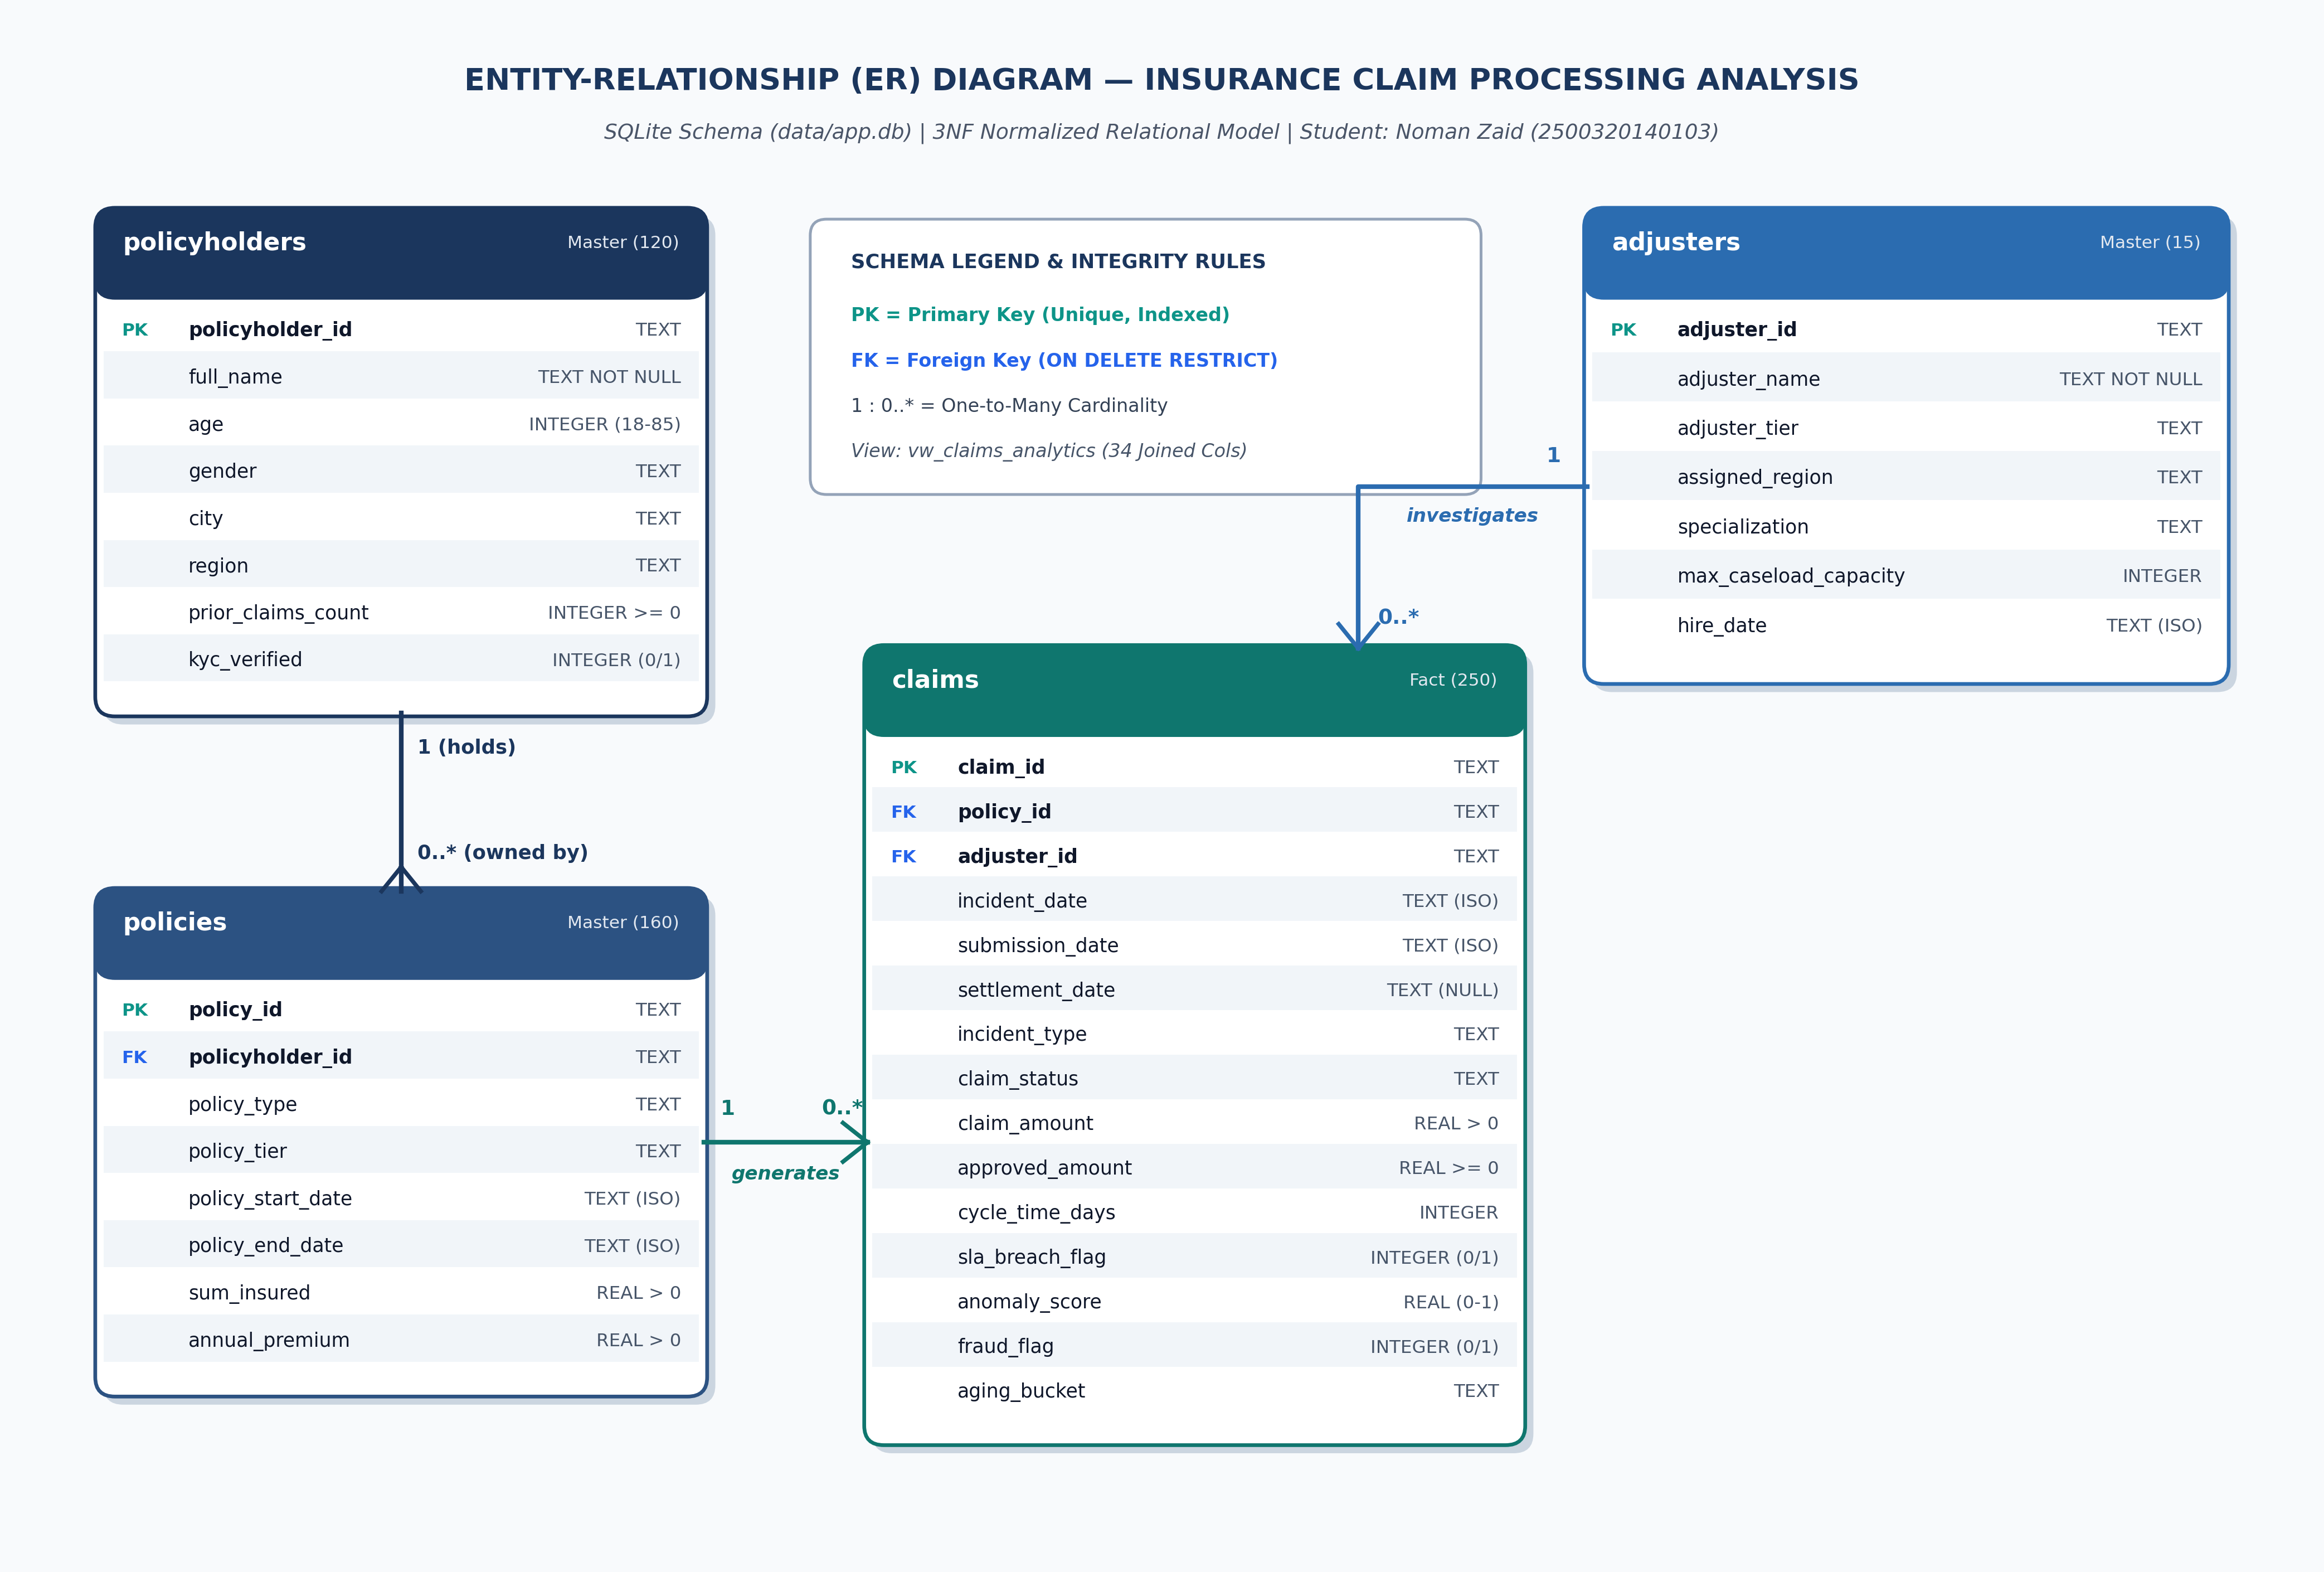 ENTITY-RELATIONSHIP (ER) DIAGRAM — INSURANCE CLAIM PROCESSING ANALYSIS
SQLite Schema (data/app.db) | 3NF Normalized Relational Model | Student: Noman Zaid (2500320140103)
policyholders Master (120)
PK policyholder_id TEXT
full_name TEXT NOT NULL
age INTEGER (18-85)
gender TEXT
city TEXT
region TEXT
prior_claims_count INTEGER >= 0
kyc_verified INTEGER (0/1)
SCHEMA LEGEND & INTEGRITY RULES
PK = Primary Key (Unique, Indexed)
FK = Foreign Key (ON DELETE RESTRICT)
1 : 0..* = One-to-Many Cardinality
View: vw_claims_analytics (34 Joined Cols)
adjusters Master (15)
PK adjuster_id TEXT
adjuster_name TEXT NOT NULL
adjuster_tier TEXT
assigned_region TEXT
specialization TEXT
max_caseload_capacity INTEGER
hire_date TEXT (ISO)
1
investigates
0..*
1 (holds)
0..* (owned by)
policies Master (160)
PK policy_id TEXT
FK policyholder_id TEXT
policy_type TEXT
policy_tier TEXT
policy_start_date TEXT (ISO)
policy_end_date TEXT (ISO)
sum_insured REAL > 0
annual_premium REAL > 0
1 0..*
generates
claims Fact (250)
PK claim_id TEXT
FK policy_id TEXT
FK adjuster_id TEXT
incident_date TEXT (ISO)
submission_date TEXT (ISO)
settlement_date TEXT (NULL)
incident_type TEXT
claim_status TEXT
claim_amount REAL > 0
approved_amount REAL >= 0
cycle_time_days INTEGER
sla_breach_flag INTEGER (0/1)
anomaly_score REAL (0-1)
fraud_flag INTEGER (0/1)
aging_bucket TEXT